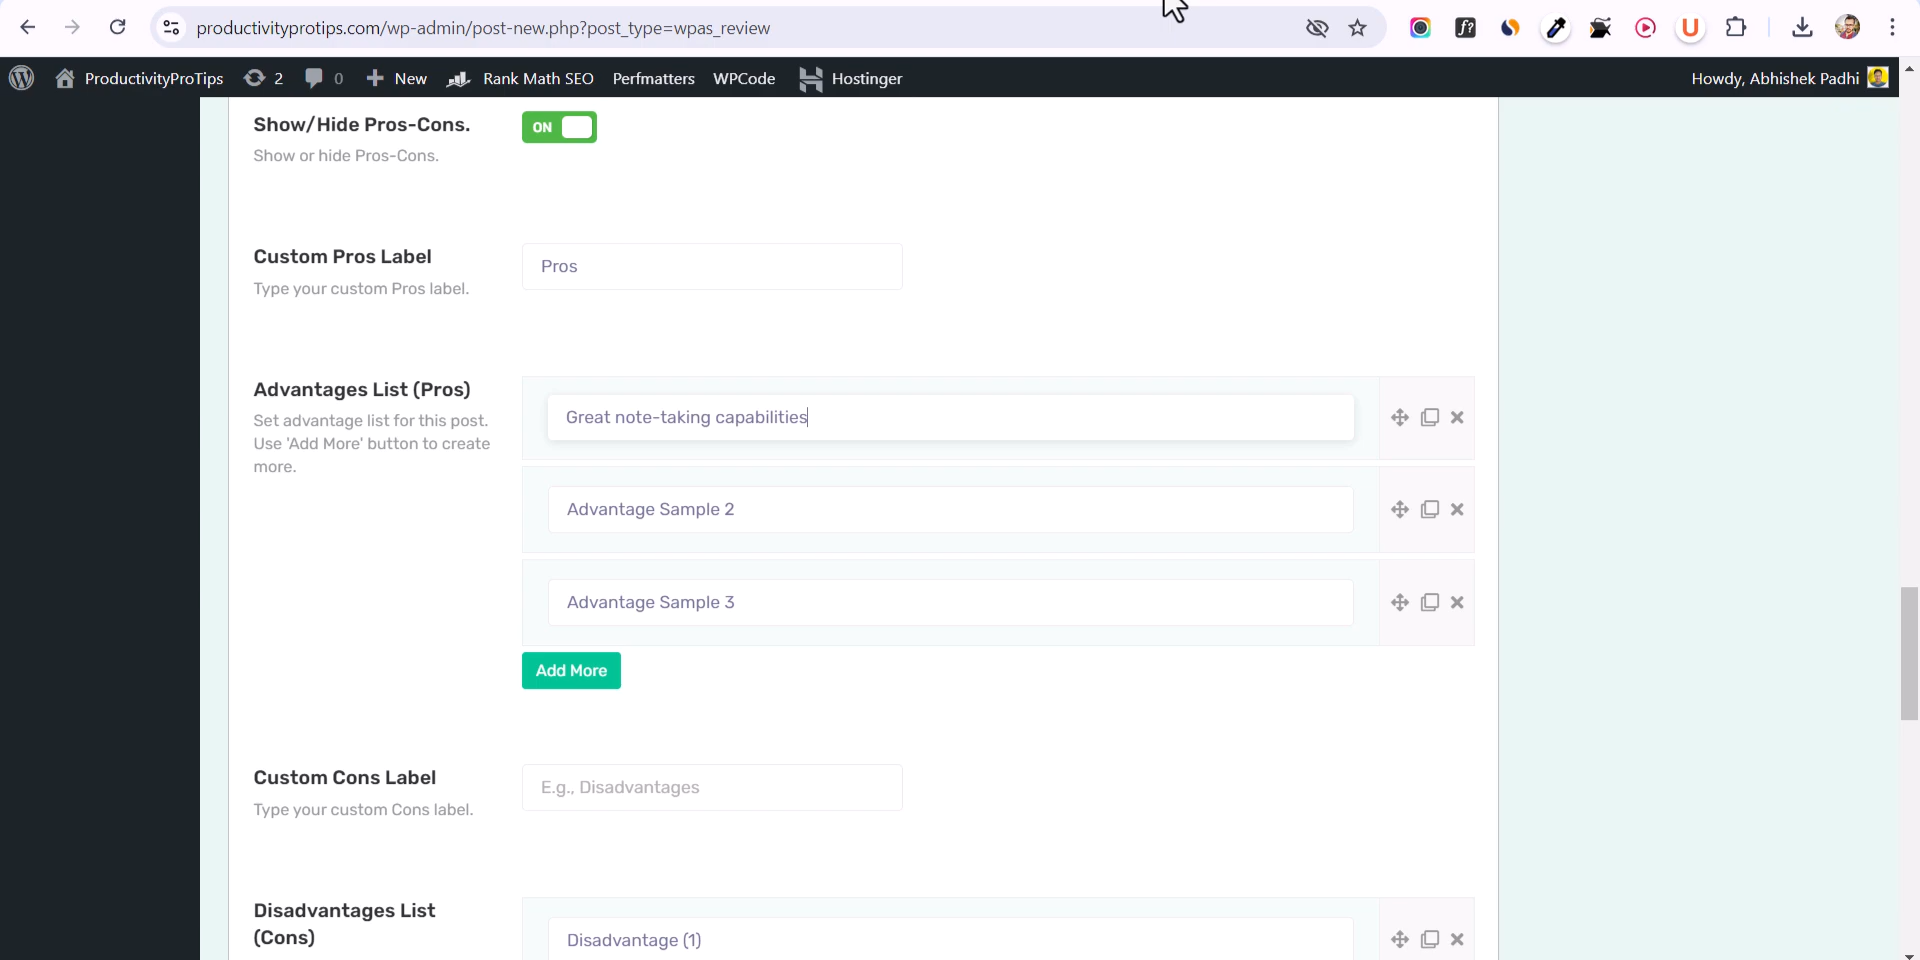 productivityprotips.com/wp-admin/post-new.php?post_type=wpas_review
ProductivityProTips 2 0 New Rank Math SEO Perfmatters WPCode Hostinger Howdy, Abhishek Padhi
Show/Hide Pros-Cons.
ON
Show or hide Pros-Cons.
Custom Pros Label
Pros
Type your custom Pros label.
Advantages List (Pros)
Set advantage list for this post.
Use 'Add More' button to create
more.
Great note-taking capabilities
Advantage Sample 2
Advantage Sample 3
Add More
Custom Cons Label
E.g., Disadvantages
Type your custom Cons label.
Disadvantages List
(Cons)
Disadvantage (1)